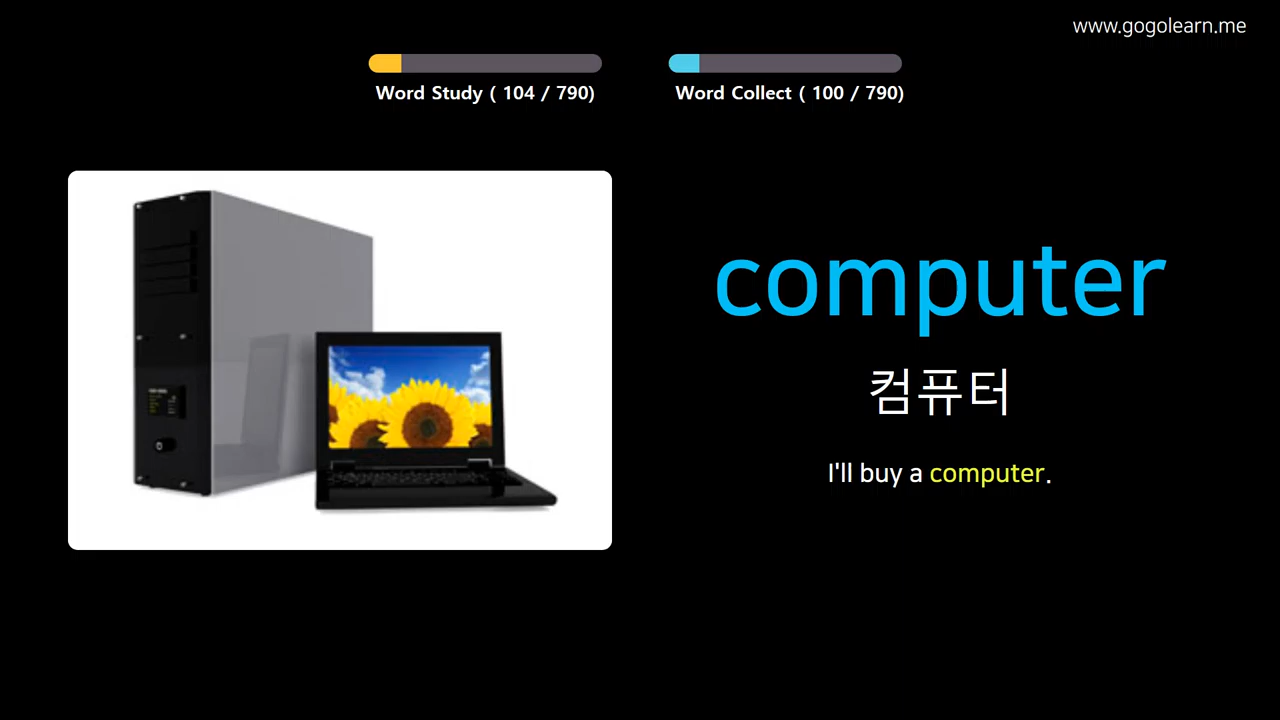 www.gogolearn.me
Word Study ( 104 / 790)
Word Collect ( 100 / 790)
computer
컴퓨터
I'll buy a computer.